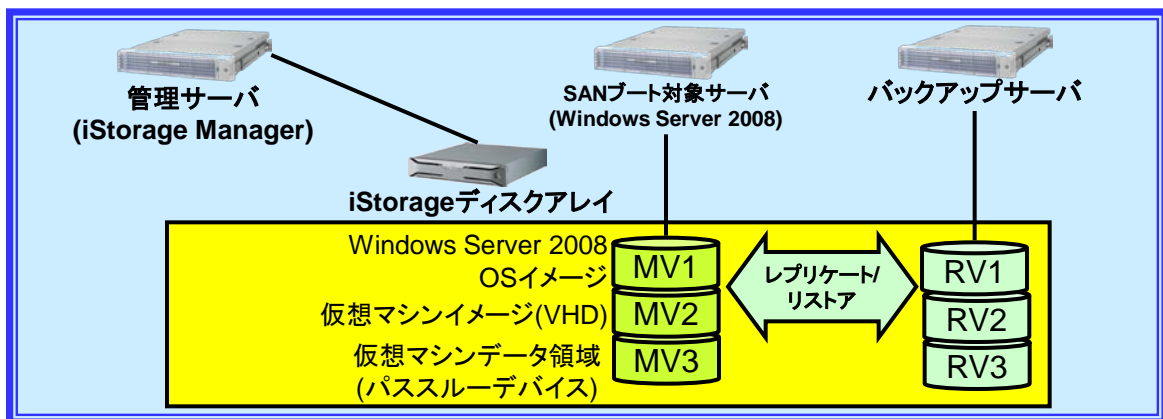 管理サーバ
(iStorage Manager)
SANブート対象サーバ
(Windows Server 2008)
バックアップサーバ
iStorageディスクアレイ
Windows Server 2008
OSイメージ
仮想マシンイメージ(VHD)
仮想マシンデータ領域
(パススルーデバイス)
MV1
MV2
MV3
レプリケート/
リストア
RV1
RV2
RV3